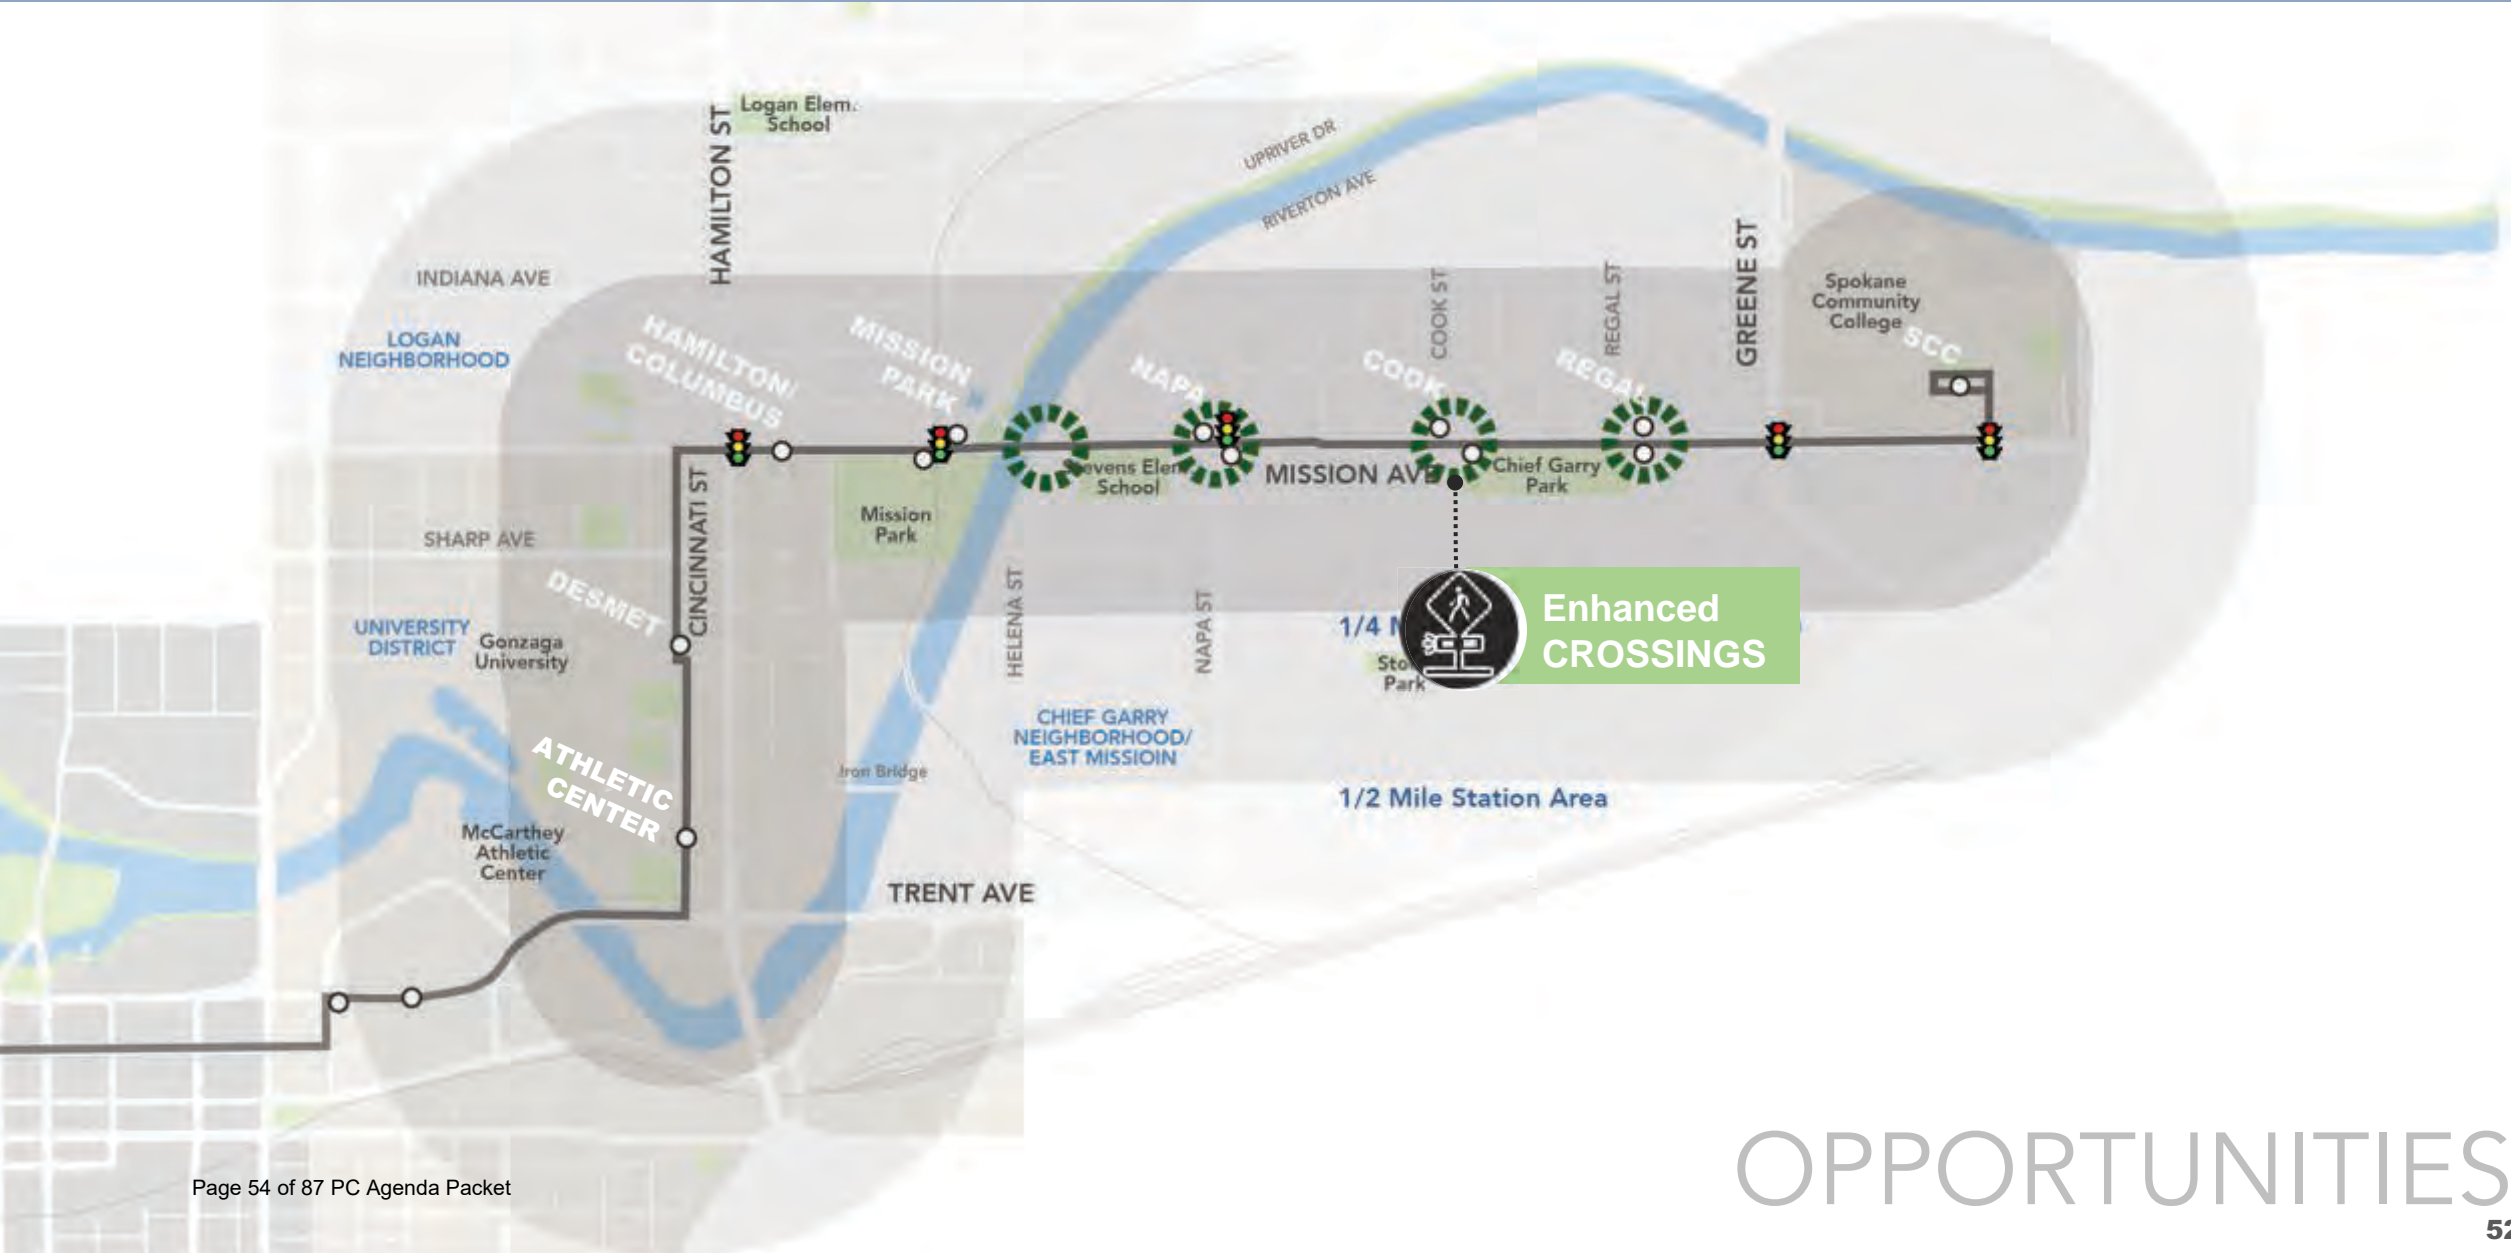 Logan Elem.
School
HAMILTON ST
UPRIVER DR
RIVERTON AVE
INDIANA AVE
LOGAN
NEIGHBORHOOD
HAMILTON/
COLUMBUS
MISSION
PARK
NAPA
COOK
COOK ST
REGAL
REGAL ST
GREENE ST
Spokane
Community
College
SCC
School
MISSION AVE
Chief Garry
Park
CINCINNATI ST
Mission
Park
SHARP AVE
DESMET
HELENA ST
NAPA ST
UNIVERSITY
DISTRICT
Gonzaga
University
1/4
Enhanced
CROSSINGS
Park
CHIEF GARRY
NEIGHBORHOOD/
EAST MISSIOIN
ATHLETIC
CENTER
Iron Bridge
1/2 Mile Station Area
McCarthey
Athletic
Center
TRENT AVE
OPPORTUNITIES
Page 54 of 87 PC Agenda Packet
52